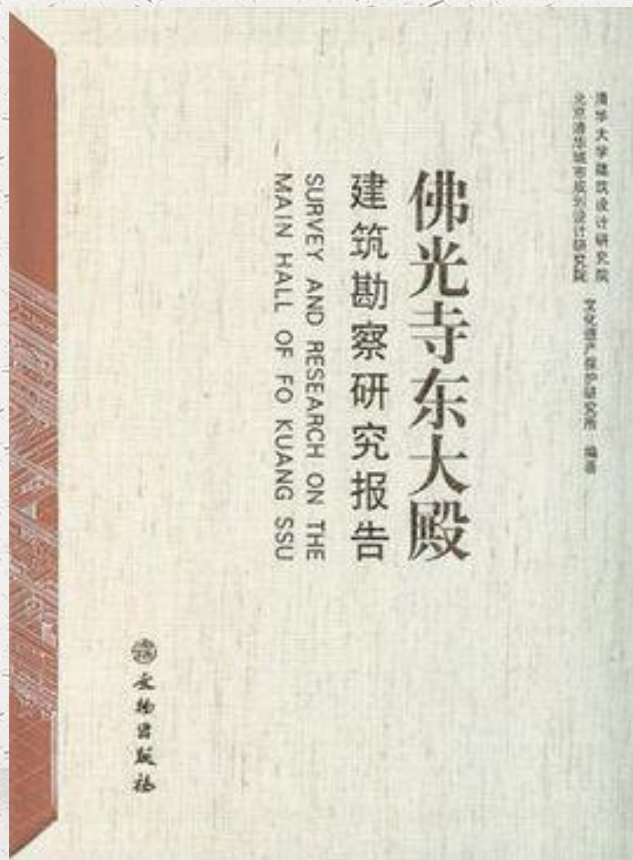 清华大学建筑设计研究院
北京清华城市规划设计研究院
文化遗产保护研究所 编著
佛光寺东大殿
建筑勘察研究报告
SURVEY AND RESEARCH ON THE
MAIN HALL OF FO KUANG SSU
文物出版社